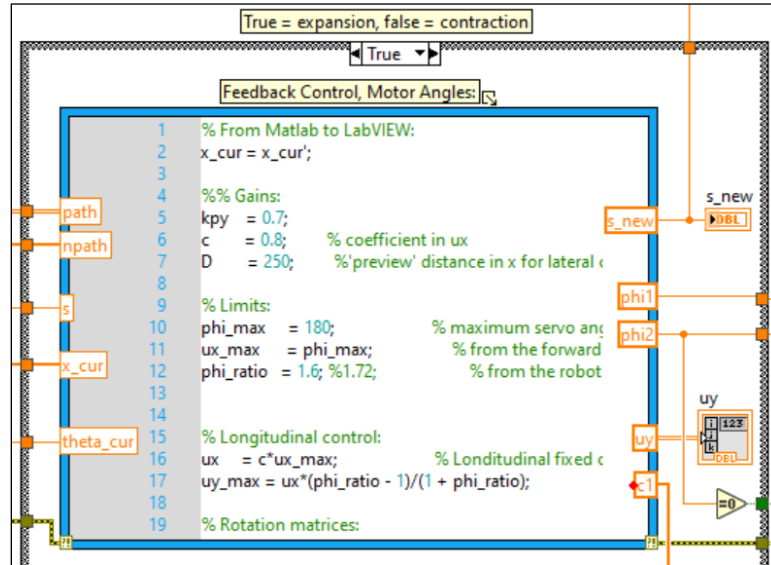 True = expansion, false = contraction
True
Feedback Control, Motor Angles:
1 % From Matlab to LabVIEW:
2 x_cur = x_cur';
3
4 %% Gains:
5 kpy = 0.7;
6 c = 0.8; % coefficient in ux
7 D = 250; %'preview' distance in x for lateral c
8
9 % Limits:
10 phi_max = 180; % maximum servo ang
11 ux_max = phi_max; % from the forward
12 phi_ratio = 1.6; %1.72; % from the robot
13
14
15 % Longitudinal control:
16 ux = c*ux_max; % Londitudinal fixed c
17 uy_max = ux*(phi_ratio - 1)/(1 + phi_ratio);
18
19 % Rotation matrices:
path
npath
s
x_cur
theta_cur
s_new
phi1
phi2
uy
c1
s_new
DBL
uy
i
j
k
123
DBL
=0
?!
?!